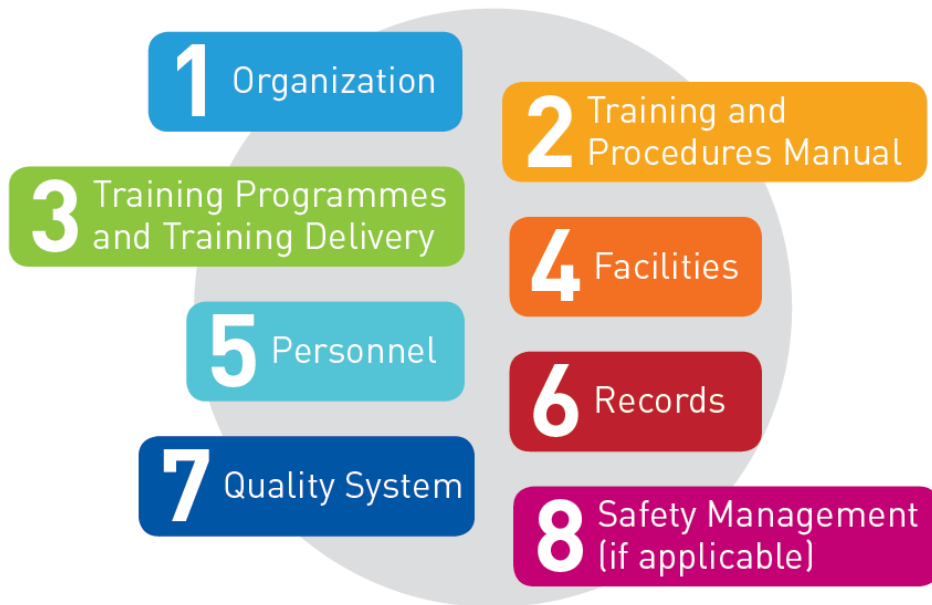 1 Organization
2 Training and
Procedures Manual
3 Training Programmes
and Training Delivery
4 Facilities
5 Personnel
6 Records
7 Quality System
8 Safety Management
(if applicable)